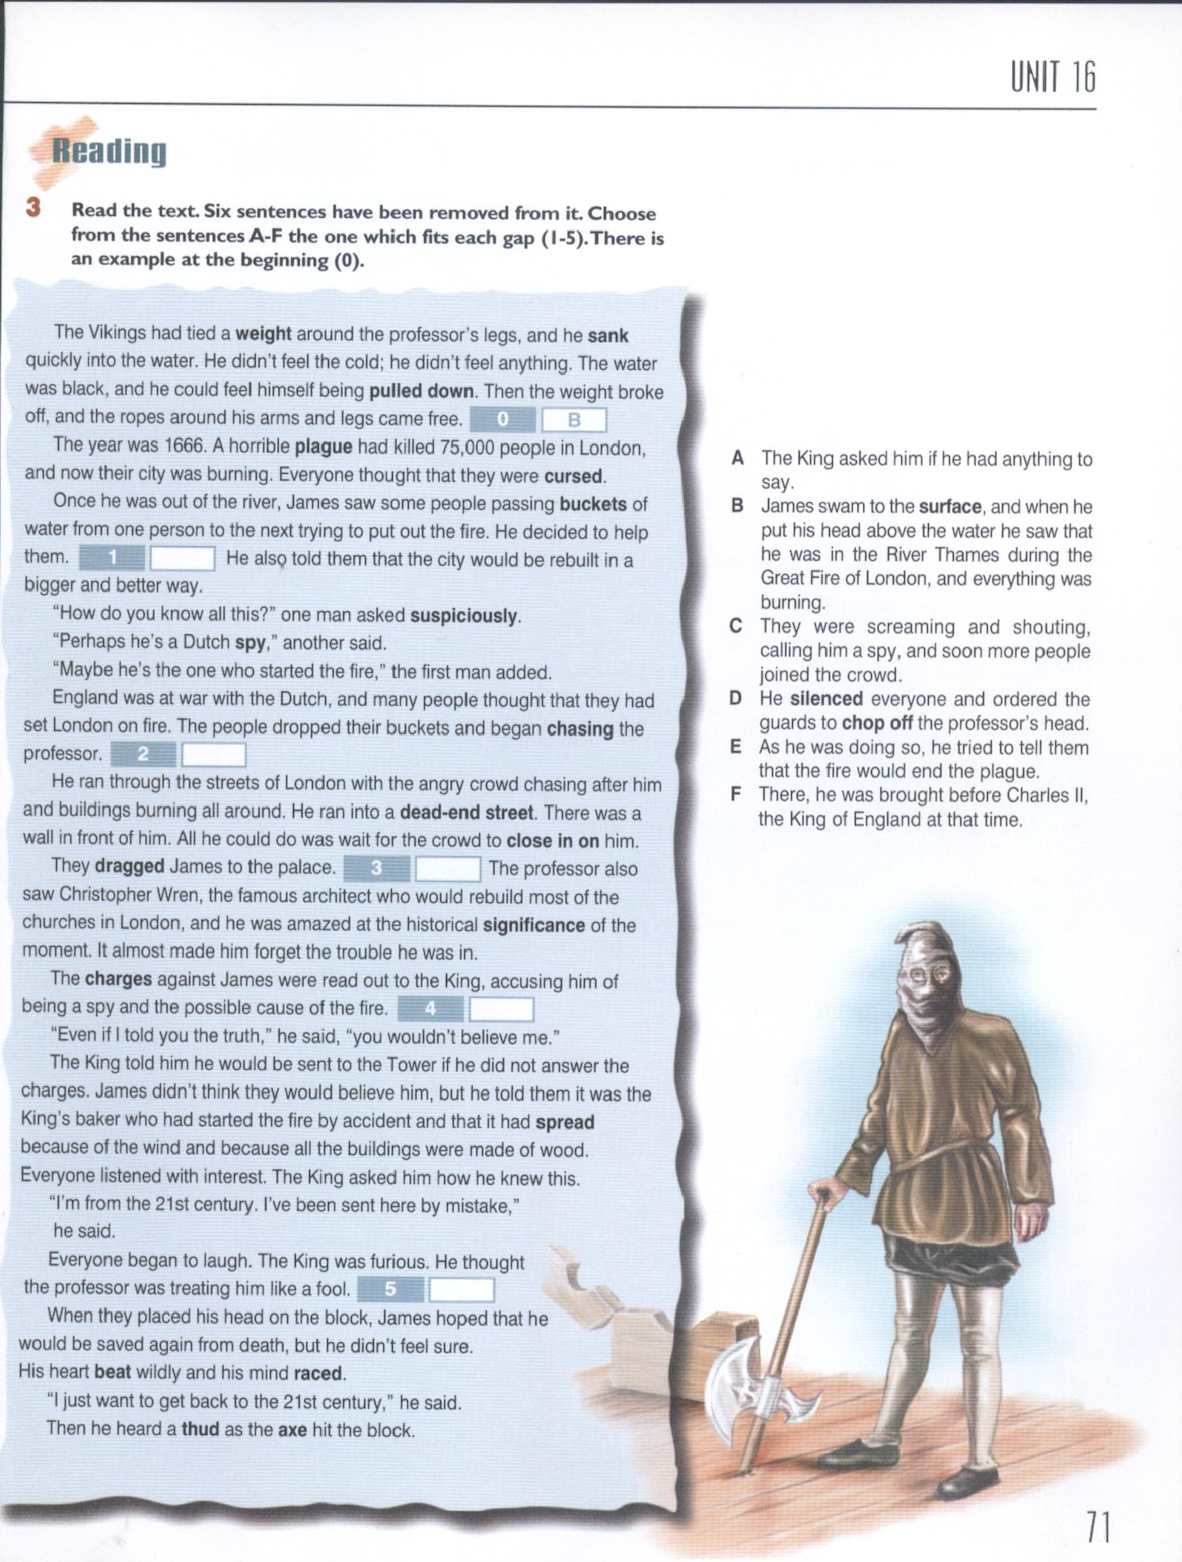 UNIT 16
Reading
3 Read the text. Six sentences have been removed from it. Choose
from the sentences A-F the one which fits each gap (1-5). There is
an example at the beginning (0).
The Vikings had tied a weight around the professor's legs, and he sank
quickly into the water. He didn't feel the cold; he didn't feel anything. The water
was black, and he could feel himself being pulled down. Then the weight broke
off, and the ropes around his arms and legs came free. 0 B
The year was 1666. A horrible plague had killed 75,000 people in London,
and now their city was burning. Everyone thought that they were cursed.
Once he was out of the river, James saw some people passing buckets of
water from one person to the next trying to put out the fire. He decided to help
them. 1 He also told them that the city would be rebuilt in a
bigger and better way.
"How do you know all this?" one man asked suspiciously.
"Perhaps he's a Dutch spy," another said.
"Maybe he's the one who started the fire," the first man added.
England was at war with the Dutch, and many people thought that they had
set London on fire. The people dropped their buckets and began chasing the
professor. 2
He ran through the streets of London with the angry crowd chasing after him
and buildings burning all around. He ran into a dead-end street. There was a
wall in front of him. All he could do was wait for the crowd to close in on him.
They dragged James to the palace. 3 The professor also
saw Christopher Wren, the famous architect who would rebuild most of the
churches in London, and he was amazed at the historical significance of the
moment. It almost made him forget the trouble he was in.
The charges against James were read out to the King, accusing him of
being a spy and the possible cause of the fire. 4
"Even if I told you the truth," he said, "you wouldn't believe me."
The King told him he would be sent to the Tower if he did not answer the
charges. James didn't think they would believe him, but he told them it was the
King's baker who had started the fire by accident and that it had spread
because of the wind and because all the buildings were made of wood.
Everyone listened with interest. The King asked him how he knew this.
"I'm from the 21st century. I've been sent here by mistake,"
he said.
Everyone began to laugh. The King was furious. He thought
the professor was treating him like a fool. 5
When they placed his head on the block, James hoped that he
would be saved again from death, but he didn't feel sure.
His heart beat wildly and his mind raced.
"I just want to get back to the 21st century," he said.
Then he heard a thud as the axe hit the block.
A The King asked him if he had anything to
say.
B James swam to the surface, and when he
put his head above the water he saw that
he was in the River Thames during the
Great Fire of London, and everything was
burning.
C They were screaming and shouting,
calling him a spy, and soon more people
joined the crowd.
D He silenced everyone and ordered the
guards to chop off the professor's head.
E As he was doing so, he tried to tell them
that the fire would end the plague.
F There, he was brought before Charles II,
the King of England at that time.
71